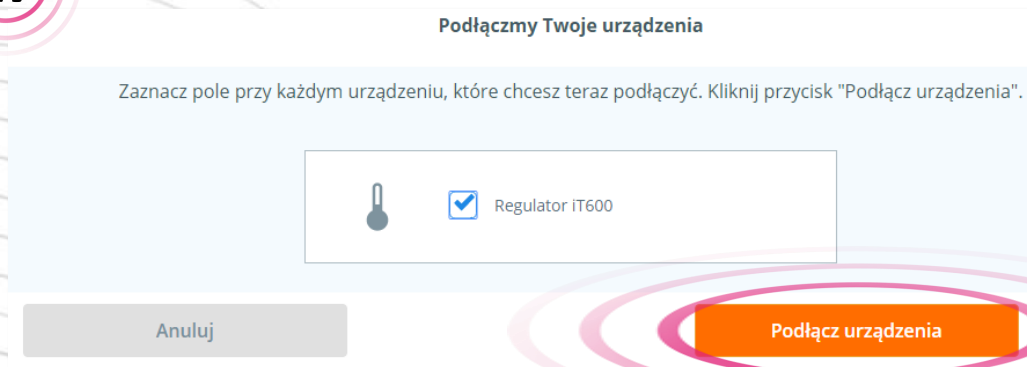 Podłączmy Twoje urządzenia
Zaznacz pole przy każdym urządzeniu, które chcesz teraz podłączyć. Kliknij przycisk "Podłącz urządzenia".
Regulator iT600
Anuluj
Podłącz urządzenia